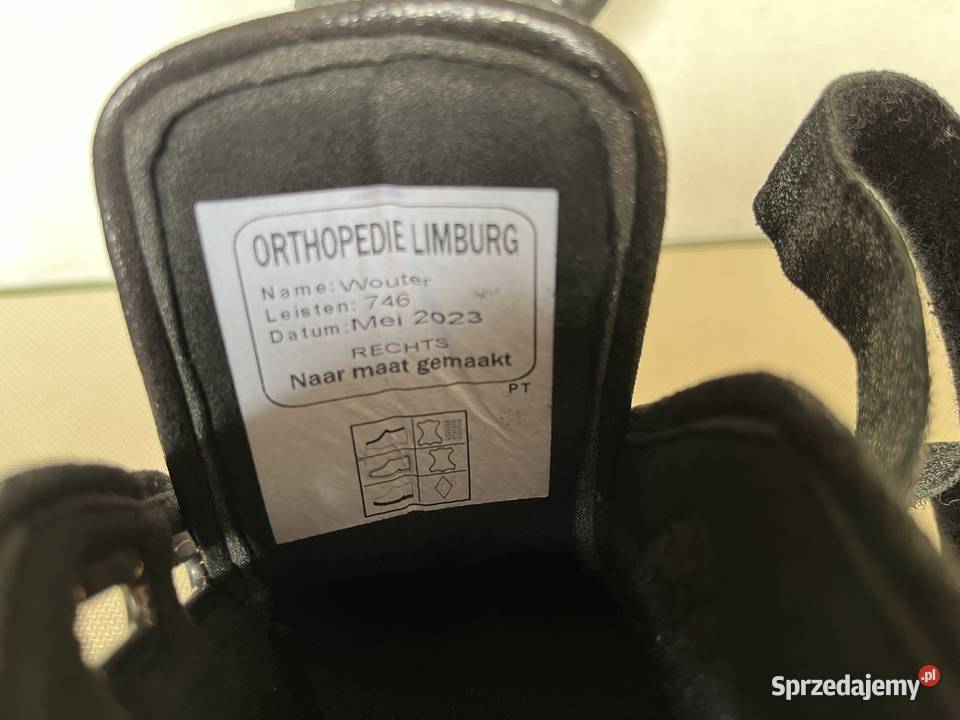 ORTHOPEDIE LIMBURG
Name: Wouter
Leisten: 746
Datum: Mei 2023
RECHTS
Naar maat gemaakt
PT
Sprzedajemy.pl